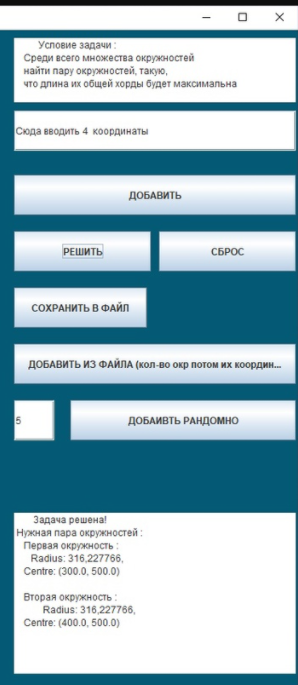 Условие задачи :
Среди всего множества окружностей
найти пару окружностей, такую,
что длина их общей хорды будет максимальна
Сюда вводить 4 координаты
ДОБАВИТЬ
РЕШИТЬ СБРОС
СОХРАНИТЬ В ФАЙЛ
ДОБАВИТЬ ИЗ ФАЙЛА (кол-во окр потом их координ...
5 ДОБАИВТЬ РАНДОМНО
Задача решена!
Нужная пара окружностей :
Первая окружность :
Radius: 316,227766,
Centre: (300.0, 500.0)
Вторая окружность :
Radius: 316,227766,
Centre: (400.0, 500.0)